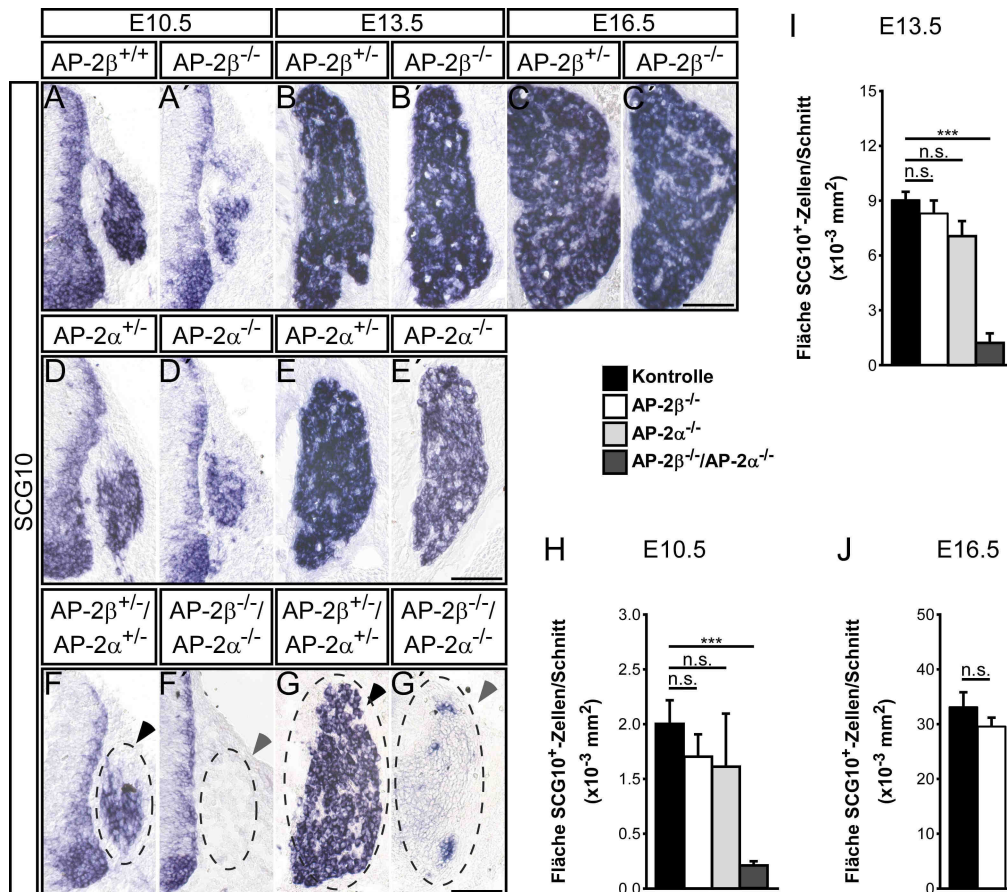 E10.5 E13.5 E16.5
AP-2β+/+ AP-2β-/- AP-2β+/- AP-2β-/- AP-2β+/- AP-2β-/-
A A´ B B´ C C´
AP-2α+/- AP-2α-/- AP-2α+/- AP-2α-/-
D D´ E E´
SCG10
AP-2β+/-/ AP-2β-/-/ AP-2β+/-/ AP-2β-/-/
AP-2α+/- AP-2α-/- AP-2α+/- AP-2α-/-
F F´ G G´
I E13.5
Fläche SCG10+-Zellen/Schnitt
(x10-3 mm2)
15
12
9
6
3
0
***
n.s.
n.s.
Kontrolle
AP-2β-/-
AP-2α-/-
AP-2β-/-/AP-2α-/-
H E10.5
Fläche SCG10+-Zellen/Schnitt
(x10-3 mm2)
3.0
2.5
2.0
1.5
0.5
0.0
***
n.s.
n.s.
J E16.5
Fläche SCG10+-Zellen/Schnitt
(x10-3 mm2)
50
40
30
20
10
0
n.s.